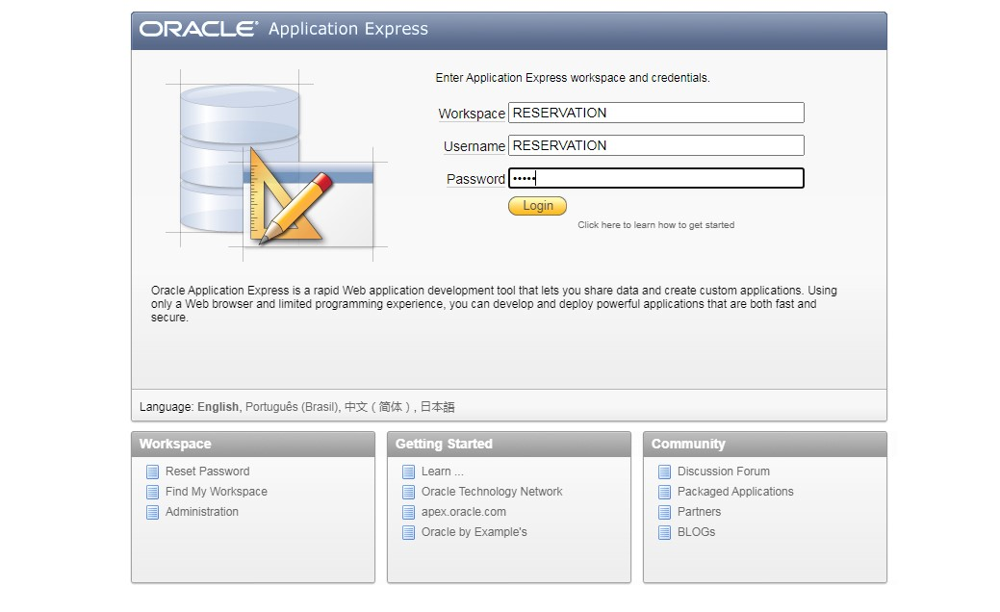 ORACLE® Application Express
Enter Application Express workspace and credentials.
Workspace RESERVATION
Username RESERVATION
Password •••••
Login
Click here to learn how to get started
Oracle Application Express is a rapid Web application development tool that lets you share data and create custom applications. Using
only a Web browser and limited programming experience, you can develop and deploy powerful applications that are both fast and
secure.
Language: English, Português (Brasil), 中文 ( 简体 ) , 日本語
Workspace
Reset Password
Find My Workspace
Administration
Getting Started
Learn ...
Oracle Technology Network
apex.oracle.com
Oracle by Example's
Community
Discussion Forum
Packaged Applications
Partners
BLOGs